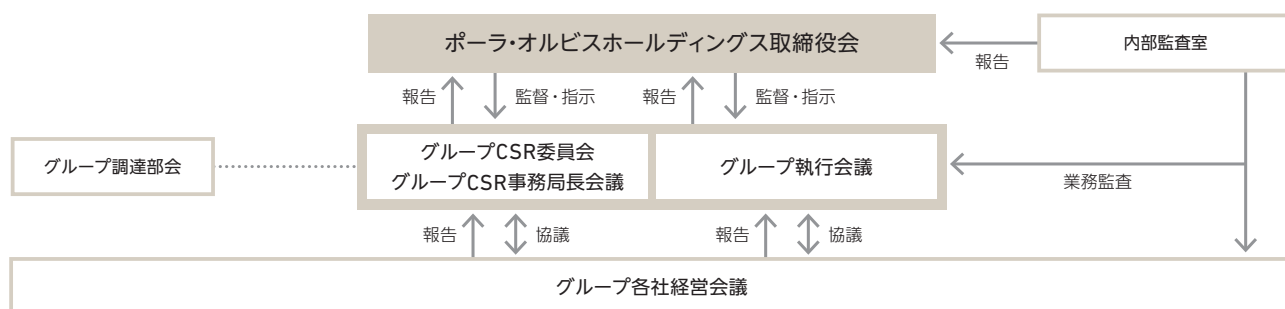 ポーラ・オルビスホールディングス取締役会
内部監査室
報告
報告
監督・指示
報告
監督・指示
グループ調達部会
グループCSR委員会
グループCSR事務局長会議
グループ執行会議
業務監査
報告
協議
報告
協議
グループ各社経営会議